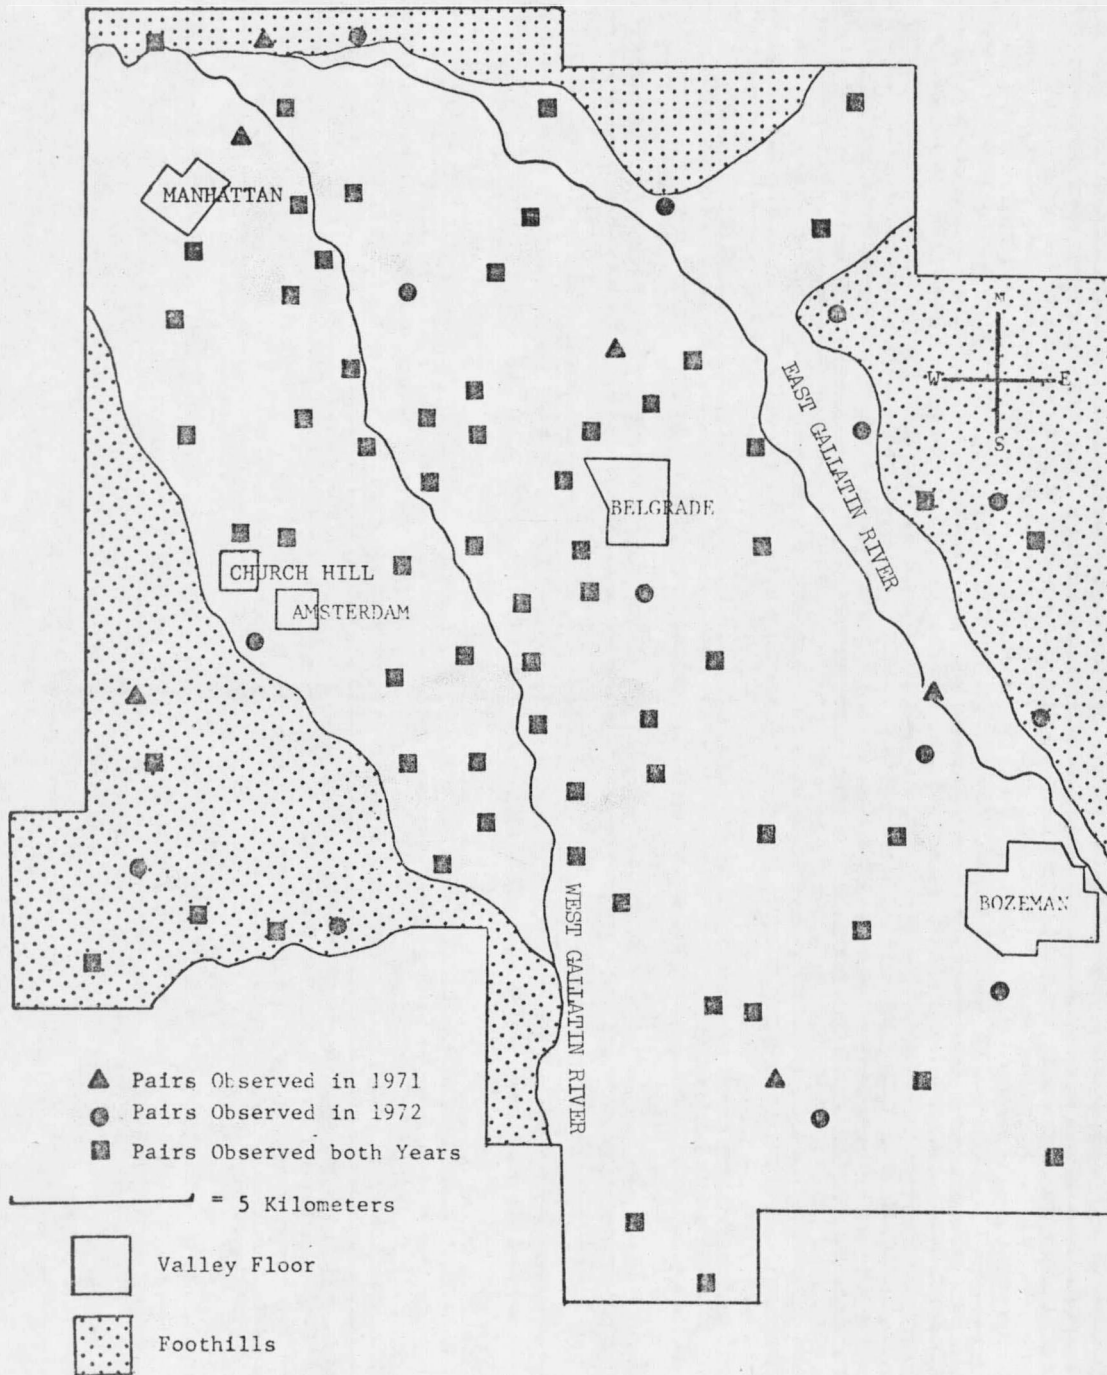 MANHATTAN
N
W E
S
EAST GALLATIN RIVER
BELGRADE
CHURCH HILL
AMSTERDAM
BOZEMAN
WEST GALLATIN RIVER
Pairs Observed in 1971
Pairs Observed in 1972
Pairs Observed both Years
= 5 Kilometers
Valley Floor
Foothills